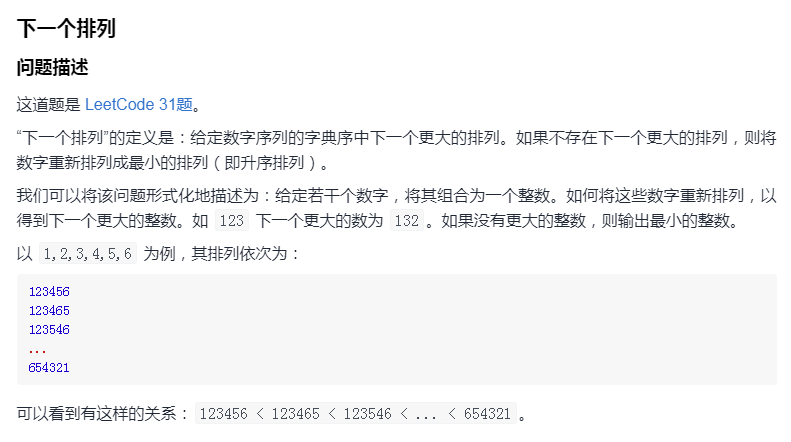 下一个排列
问题描述
这道题是 LeetCode 31题。
“下一个排列”的定义是：给定数字序列的字典序中下一个更大的排列。如果不存在下一个更大的排列，则将
数字重新排列成最小的排列（即升序排列）。
我们可以将该问题形式化地描述为：给定若干个数字，将其组合为一个整数。如何将这些数字重新排列，以
得到下一个更大的整数。如 123 下一个更大的数为 132 。如果没有更大的整数，则输出最小的整数。
以 1,2,3,4,5,6 为例，其排列依次为：
123456
123465
123546
...
654321
可以看到有这样的关系：123456 < 123465 < 123546 < ... < 654321 。